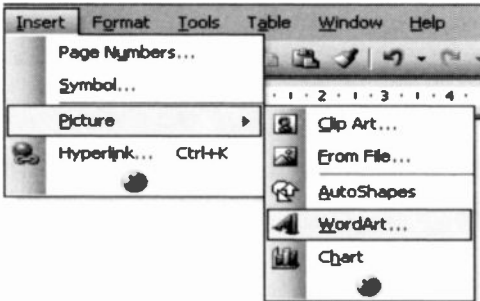 Insert Format Tools Table Window Help
Page Numbers...
Symbol...
2 3 4
Picture
Clip Art...
Hyperlink... Ctrl+K
From File...
AutoShapes
WordArt...
Chart